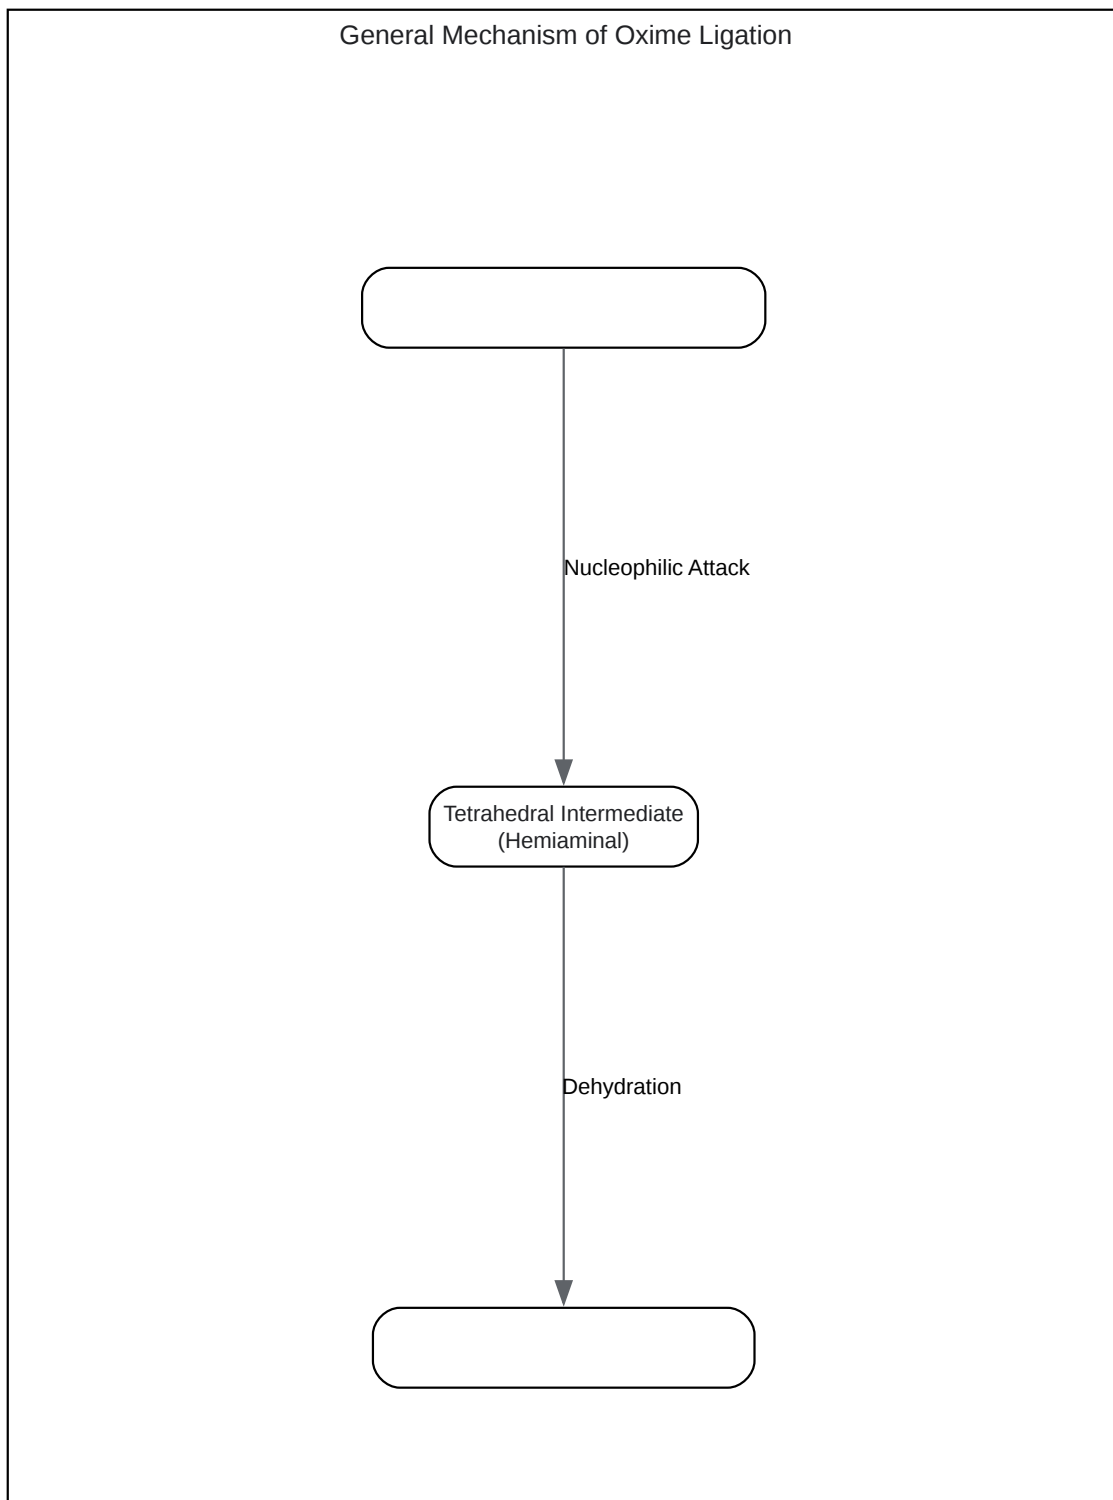 General Mechanism of Oxime Ligation
Nucleophilic Attack
Tetrahedral Intermediate
(Hemiaminal)
Dehydration